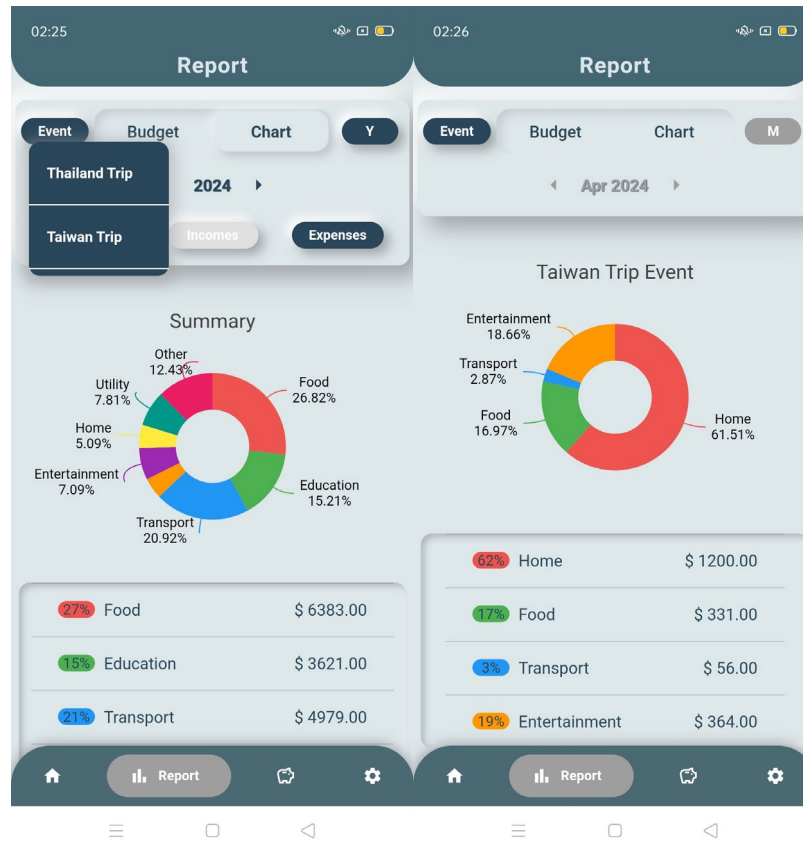 02:25
Report
Event
Budget
Chart
Y
Thailand Trip
2024
Taiwan Trip
Incomes
Expenses
Summary
Other
12.43%
Food
26.82%
Utility
7.81%
Home
5.09%
Entertainment
7.09%
Education
15.21%
Transport
20.92%
27% Food $ 6383.00
15% Education $ 3621.00
21% Transport $ 4979.00
Report
02:26
Report
Event
Budget
Chart
M
Apr 2024
Taiwan Trip Event
Entertainment
18.66%
Transport
2.87%
Food
16.97%
Home
61.51%
62% Home $ 1200.00
17% Food $ 331.00
3% Transport $ 56.00
19% Entertainment $ 364.00
Report